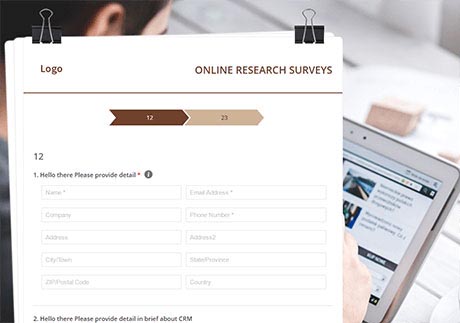 Logo
ONLINE RESEARCH SURVEYS
12
23
12
1. Hello there Please provide detail *
Name *
Email Address *
Company
Phone Number *
Address
Address2
City/Town
State/Province
ZIP/Postal Code
Country
2. Hello there Please provide detail in brief about CRM